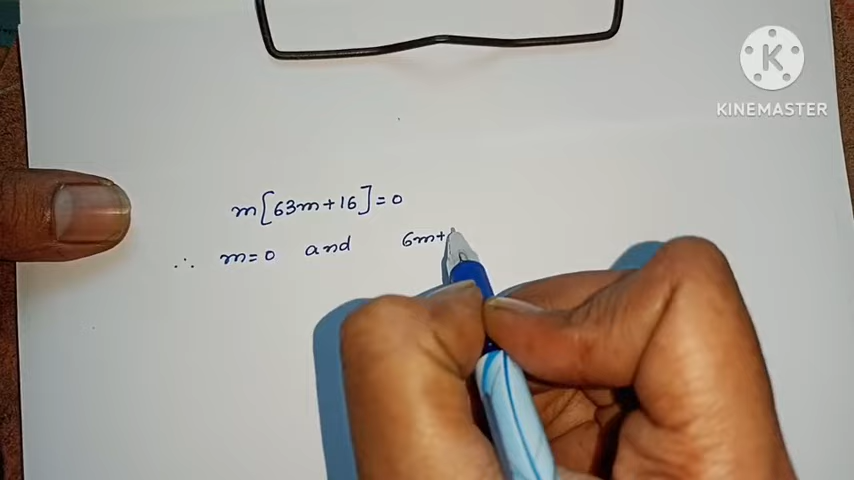 KINEMASTER
m[63m+16]=0
∴ m=0 and 6m+